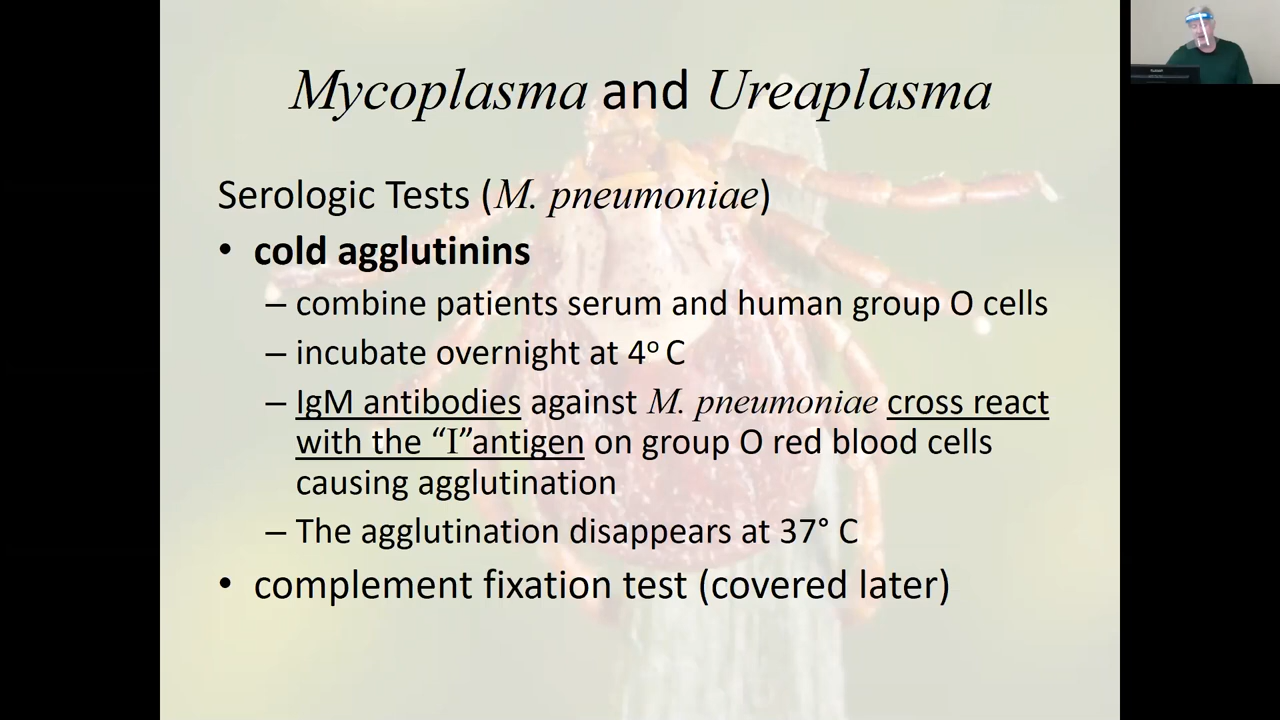 Mycoplasma and Ureaplasma
Serologic Tests (M. pneumoniae)
• cold agglutinins
– combine patients serum and human group O cells
– incubate overnight at 4º C
– IgM antibodies against M. pneumoniae cross react
with the “I”antigen on group O red blood cells
causing agglutination
– The agglutination disappears at 37° C
• complement fixation test (covered later)